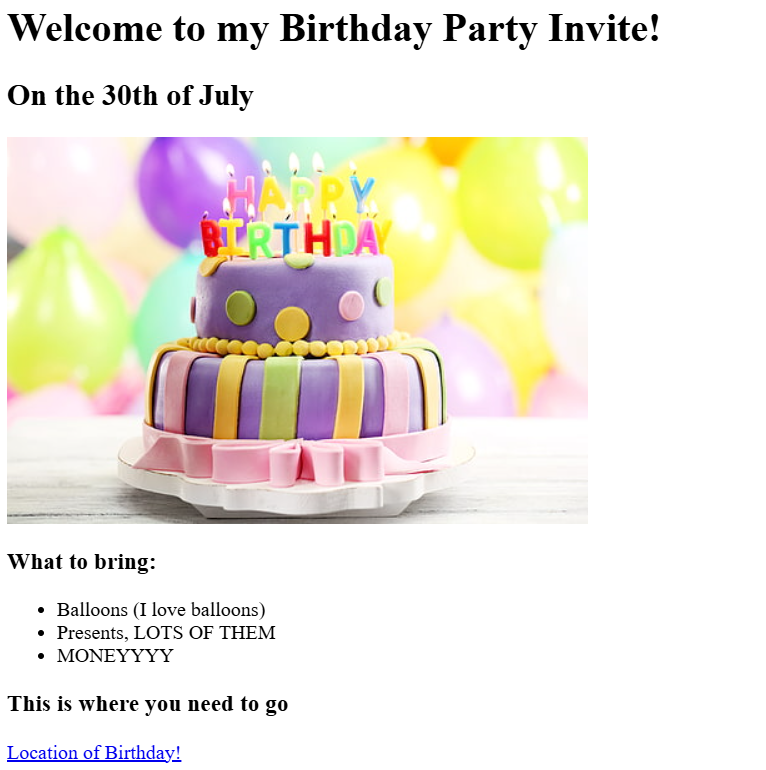 Welcome to my Birthday Party Invite!
On the 30th of July
HAPPY
BIRTHDAY
What to bring:
Balloons (I love balloons)
Presents, LOTS OF THEM
MONEYYYY
This is where you need to go
Location of Birthday!